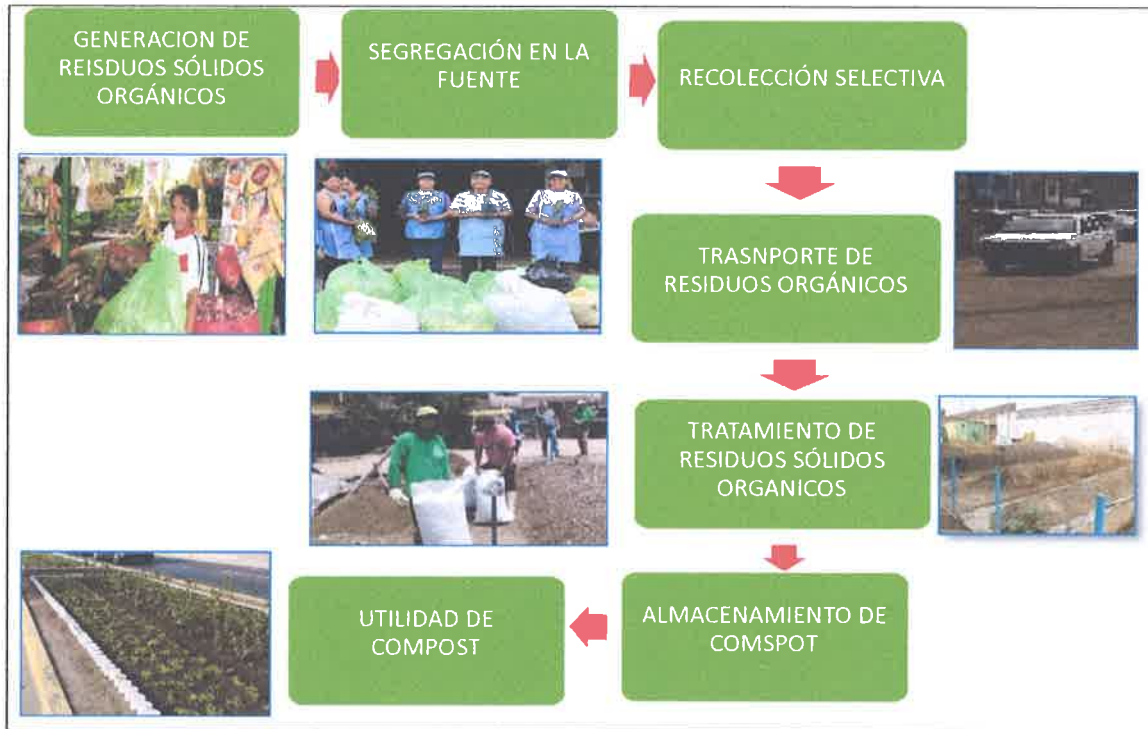 GENERACION DE
REISDUOS SÓLIDOS
ORGÁNICOS
SEGREGACIÓN EN LA
FUENTE
RECOLECCIÓN SELECTIVA
TRASNPORTE DE
RESIDUOS ORGÁNICOS
TRATAMIENTO DE
RESIDUOS SÓLIDOS
ORGANICOS
ALMACENAMIENTO DE
COMSPOT
UTILIDAD DE
COMPOST